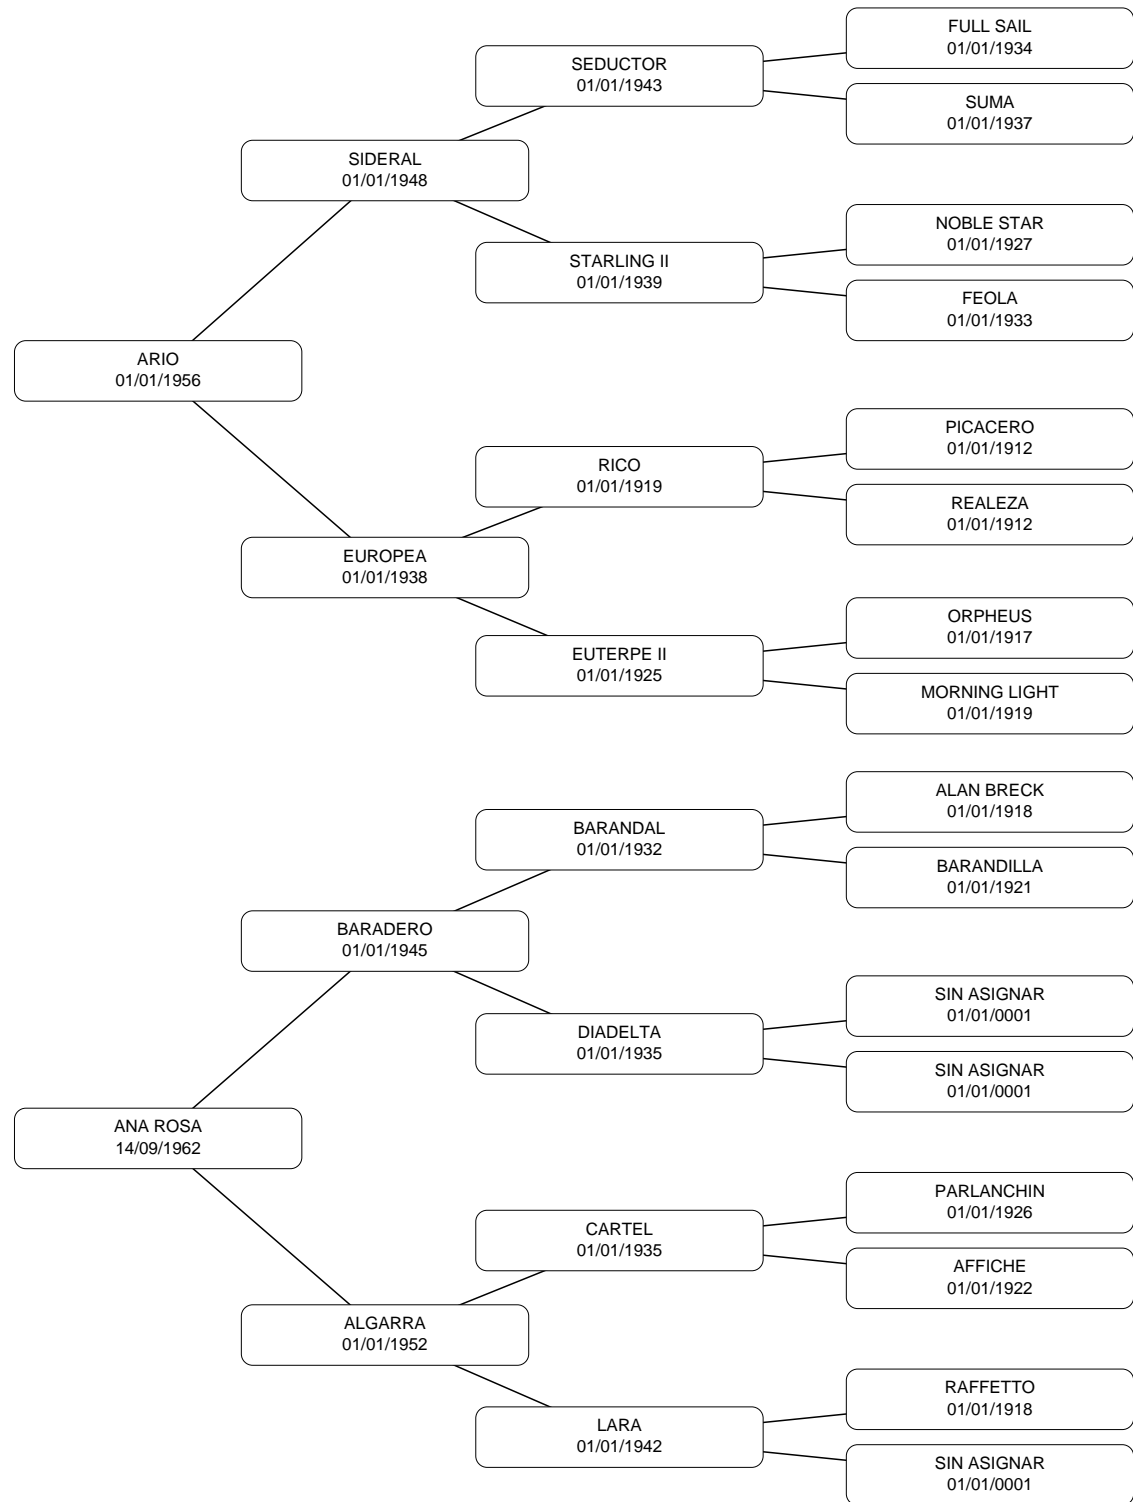 FULL SAIL
01/01/1934
SEDUCTOR
01/01/1943
SUMA
01/01/1937
SIDERAL
01/01/1948
NOBLE STAR
01/01/1927
STARLING II
01/01/1939
FEOLA
01/01/1933
ARIO
01/01/1956
PICACERO
01/01/1912
RICO
01/01/1919
REALEZA
01/01/1912
EUROPEA
01/01/1938
ORPHEUS
01/01/1917
EUTERPE II
01/01/1925
MORNING LIGHT
01/01/1919
ALAN BRECK
01/01/1918
BARANDAL
01/01/1932
BARANDILLA
01/01/1921
BARADERO
01/01/1945
SIN ASIGNAR
01/01/0001
DIADELTA
01/01/1935
SIN ASIGNAR
01/01/0001
ANA ROSA
14/09/1962
PARLANCHIN
01/01/1926
CARTEL
01/01/1935
AFFICHE
01/01/1922
ALGARRA
01/01/1952
RAFFETTO
01/01/1918
LARA
01/01/1942
SIN ASIGNAR
01/01/0001